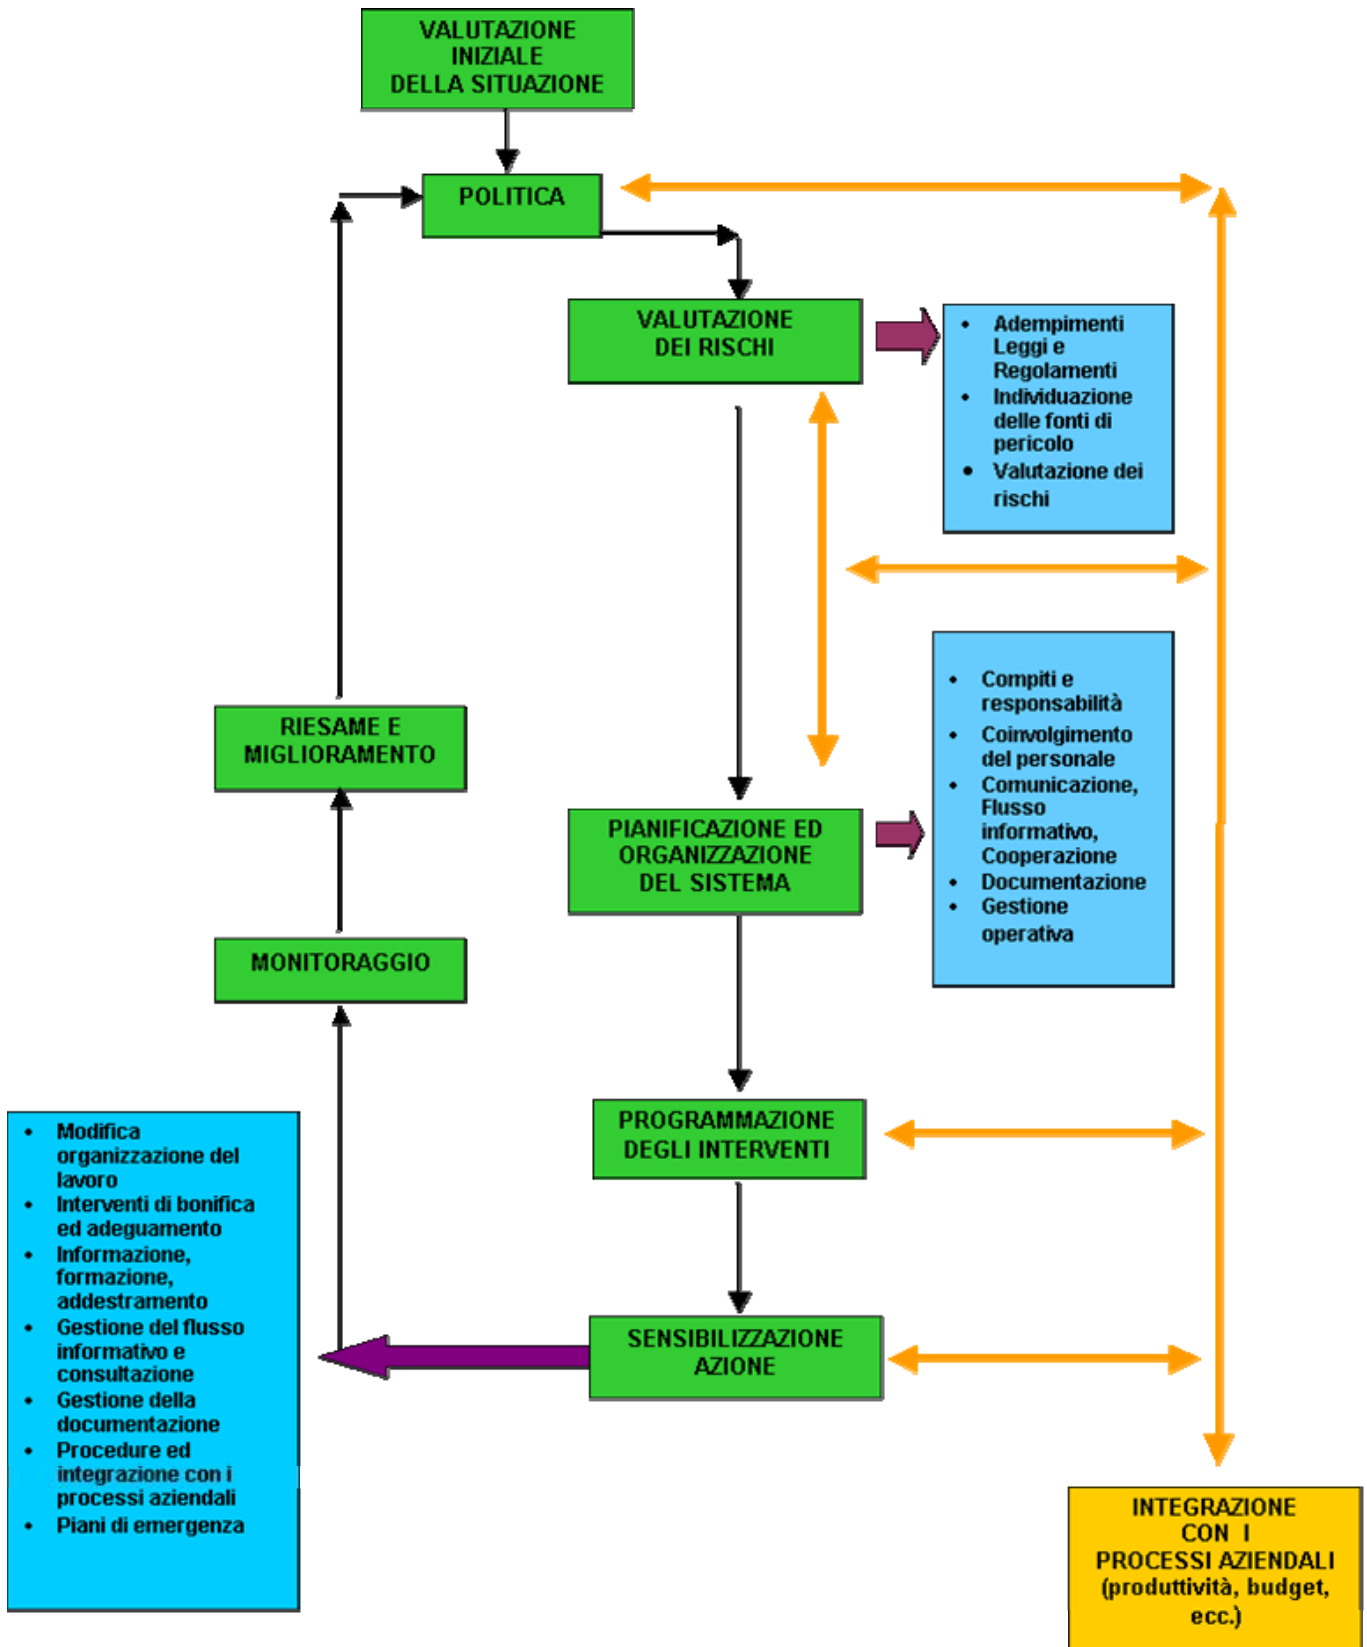 VALUTAZIONE
INIZIALE
DELLA SITUAZIONE
POLITICA
VALUTAZIONE
DEI RISCHI
• Adempimenti
Leggi e
Regolamenti
• Individuazione
delle fonti di
pericolo
• Valutazione dei
rischi
• Compiti e
responsabilità
• Coinvolgimento
del personale
• Comunicazione,
Flusso
informativo,
Cooperazione
• Documentazione
• Gestione
operativa
RIESAME E
MIGLIORAMENTO
PIANIFICAZIONE ED
ORGANIZZAZIONE
DEL SISTEMA
MONITORAGGIO
PROGRAMMAZIONE
DEGLI INTERVENTI
• Modifica
organizzazione del
lavoro
• Interventi di bonifica
ed adeguamento
• Informazione,
formazione,
addestramento
• Gestione del flusso
informativo e
consultazione
• Gestione della
documentazione
• Procedure ed
integrazione con i
processi aziendali
• Piani di emergenza
SENSIBILIZZAZIONE
AZIONE
INTEGRAZIONE
CON I
PROCESSI AZIENDALI
(produttività, budget,
ecc.)